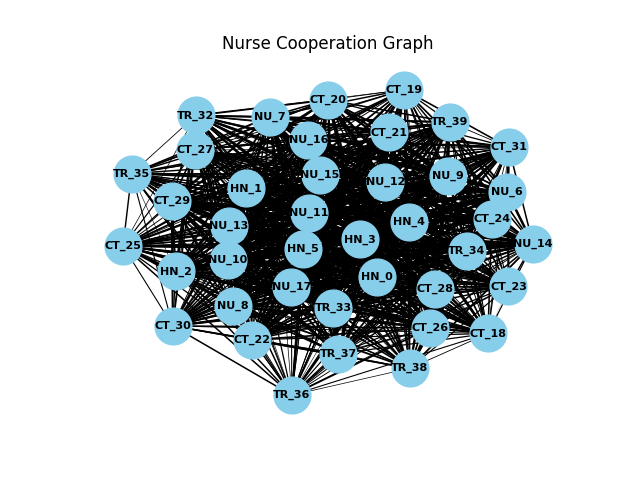 Nurse Cooperation Graph
CT_19
CT_20
TR_32
NU_7
TR_39
CT_21
NU_16
CT_31
CT_27
TR_35
NU_15
NU_9
NU_12
HN_1
NU_6
CT_29
NU_11
CT_24
HN_4
NU_13
HN_3
NU_14
CT_25
HN_5
TR_34
NU_10
HN_2
HN_0
CT_23
NU_17
CT_28
NU_8
TR_33
CT_30
CT_26
CT_18
CT_22
TR_37
TR_38
TR_36